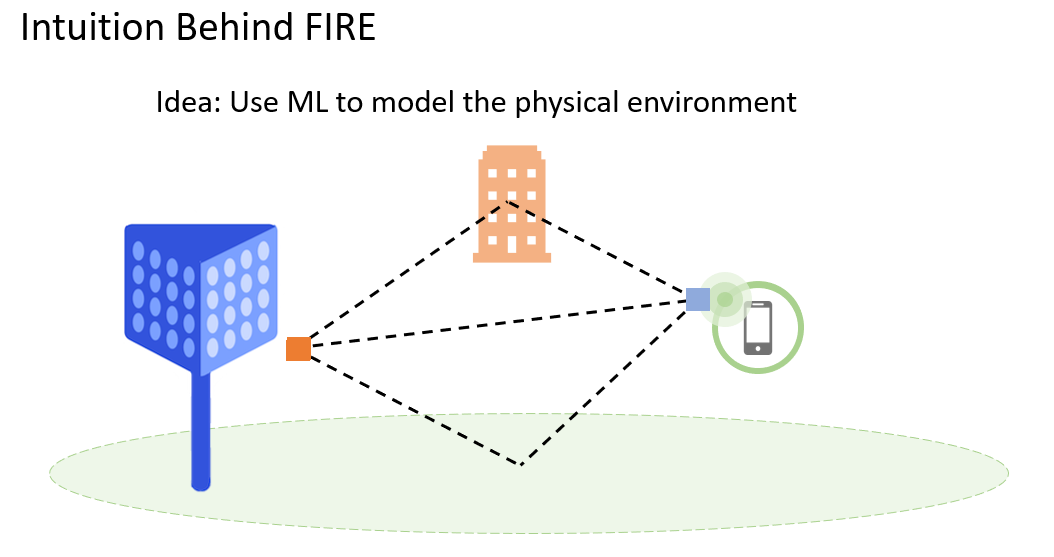 Intuition Behind FIRE
Idea: Use ML to model the physical environment